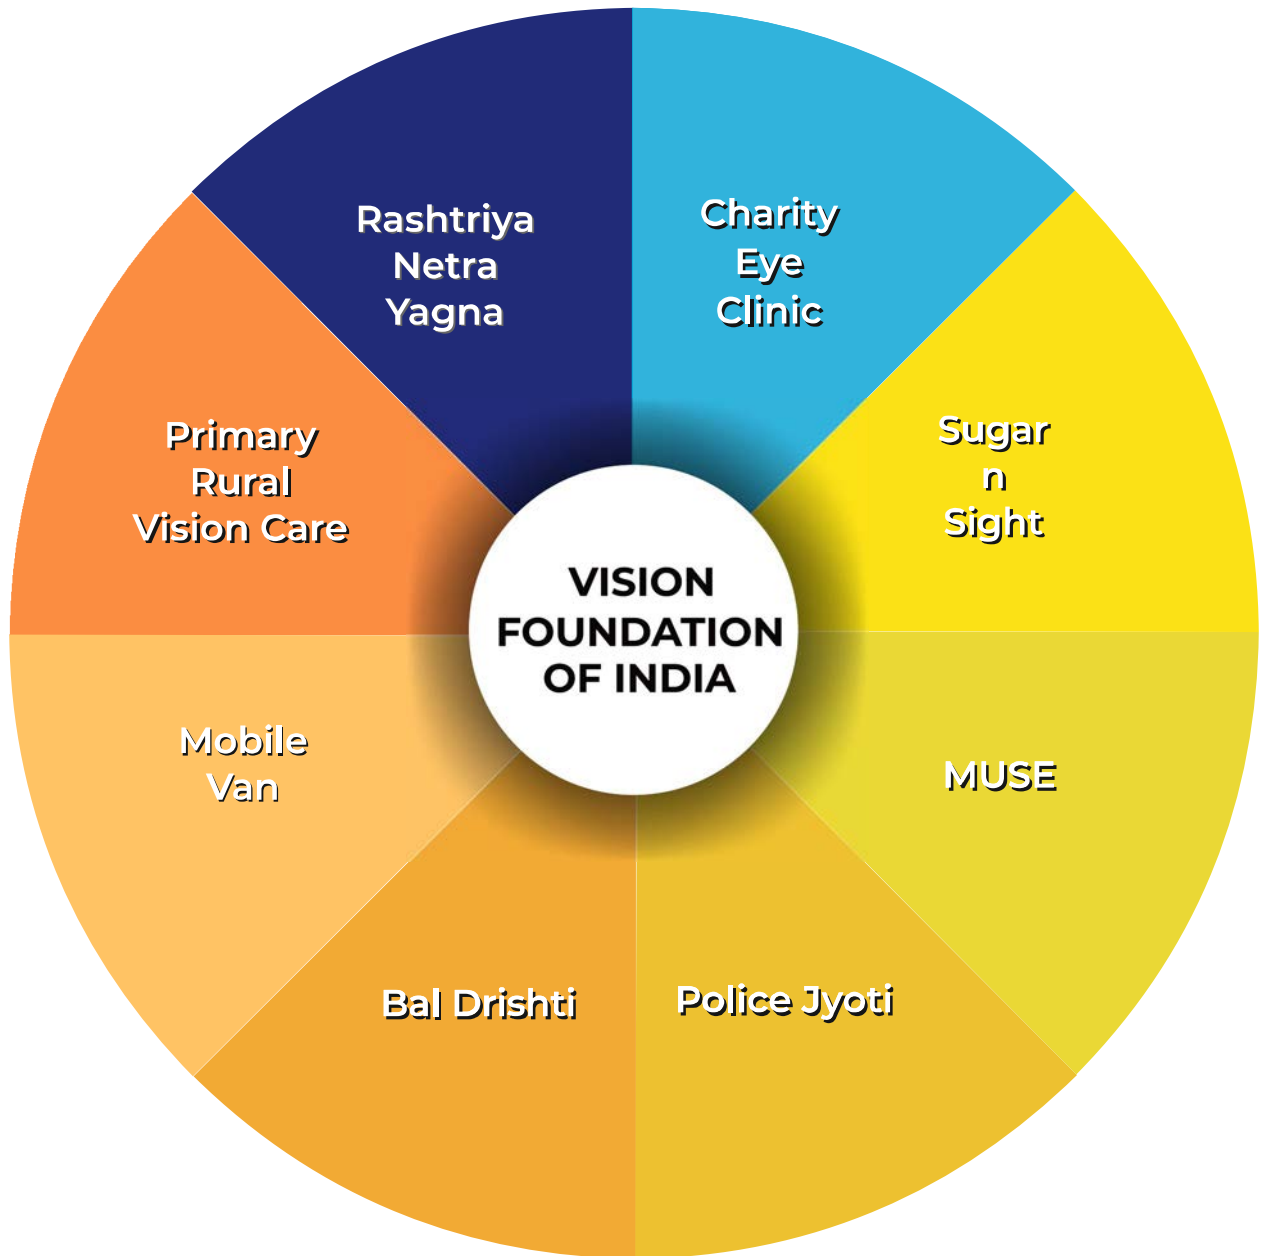 Rashtriya
Netra
Yagna
Charity
Eye
Clinic
Sugar
n
Sight
MUSE
Police Jyoti
Bal Drishti
Mobile
Van
Primary
Rural
Vision Care
VISION
FOUNDATION
OF INDIA